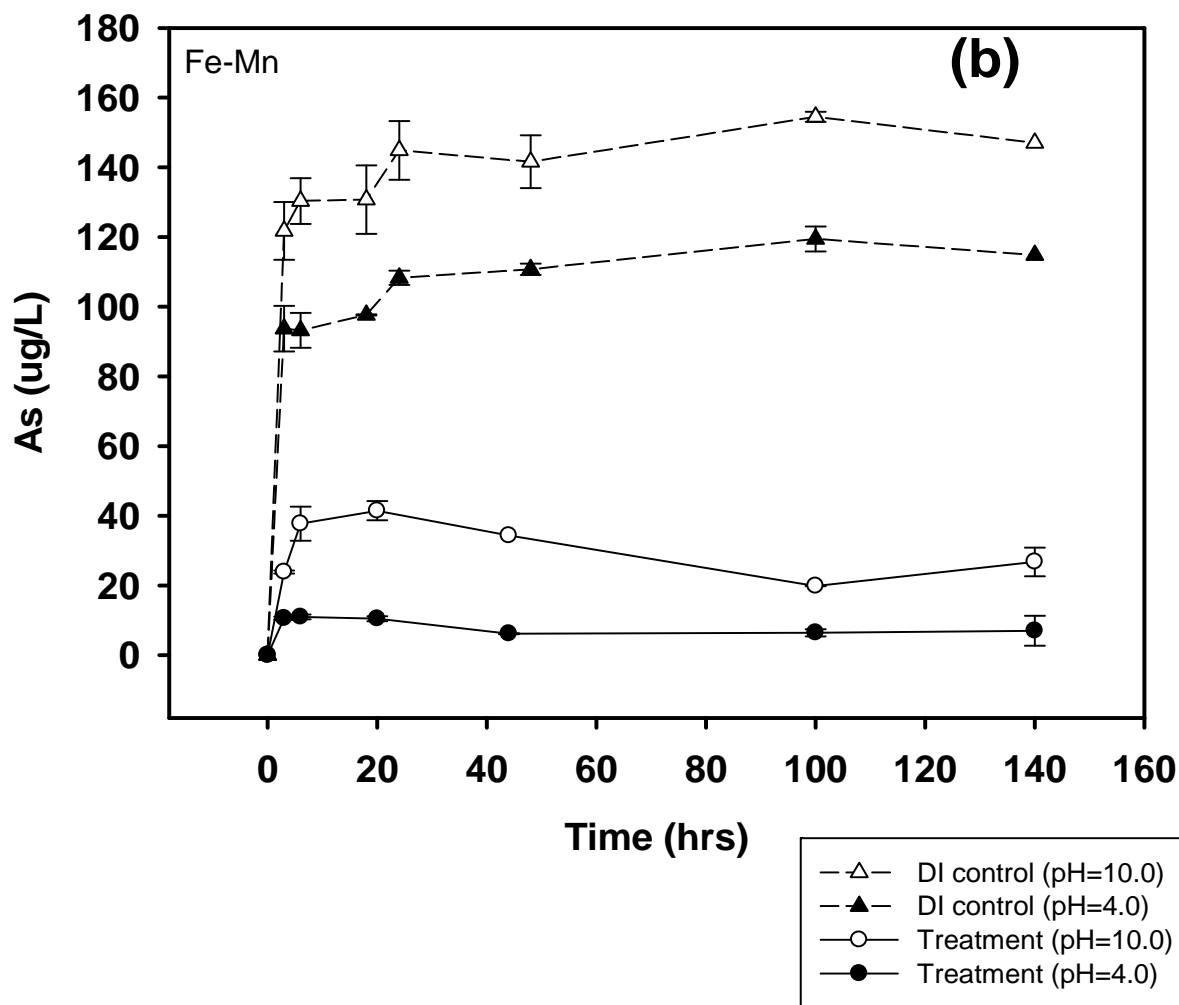 180
Fe-Mn
(b)
160
140
120
100
80
60
40
20
0
As (ug/L)
0 20 40 60 80 100 120 140 160
Time (hrs)
DI control (pH=10.0)
DI control (pH=4.0)
Treatment (pH=10.0)
Treatment (pH=4.0)